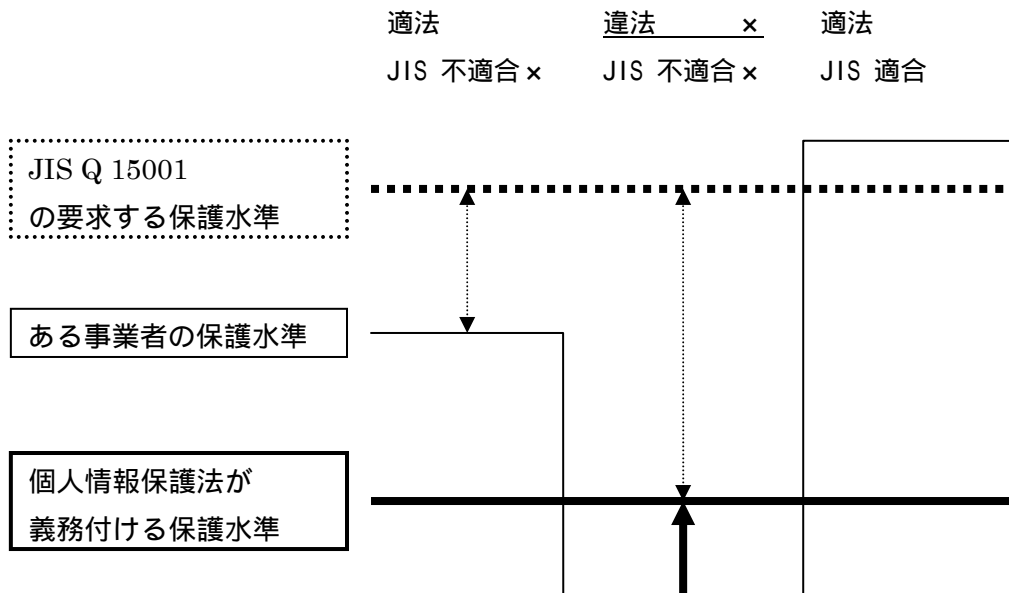 適法 違法 × 適法
JIS 不適合× JIS 不適合× JIS 適合
JIS Q 15001
の要求する保護水準
ある事業者の保護水準
個人情報保護法が
義務付ける保護水準